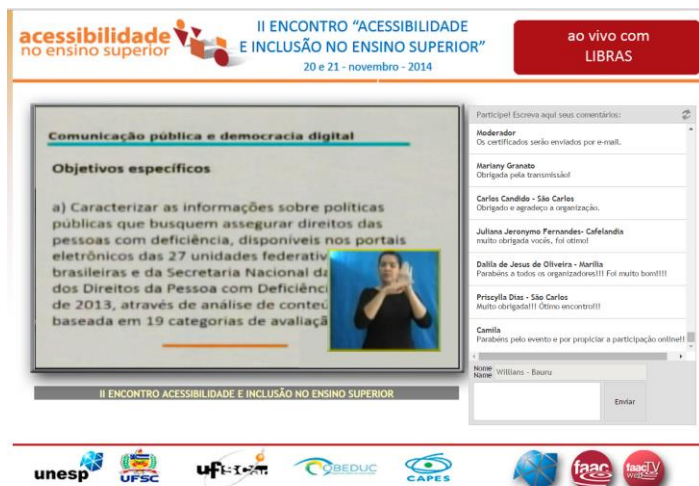 acessibilidade
no ensino superior
II ENCONTRO "ACESSIBILIDADE
E INCLUSÃO NO ENSINO SUPERIOR"
20 e 21 - novembro - 2014
ao vivo com
LIBRAS
Comunicação pública e democracia digital
Objetivos específicos
a) Caracterizar as informações sobre políticas
públicas que busquem assegurar direitos das
pessoas com deficiência, disponíveis nos portais
eletrônicos das 27 unidades federativ
brasileiras e da Secretaria Nacional da
dos Direitos da Pessoa com Deficiênc
de 2013, através de análise de conteú
baseada em 19 categorias de avaliaçã
II ENCONTRO ACESSIBILIDADE E INCLUSÃO NO ENSINO SUPERIOR
Participe! Escreva aqui seus comentários:
Moderador
Os certificados serão enviados por e-mail.
Mariany Granato
Obrigada pela transmissão!
Carlos Candido - São Carlos
Obrigado e agradeço a organização.
Juliana Jeronymo Fernandes- Cafelandia
muito obrigada vocês, foi otimo!
Dalila de Jesus de Oliveira - Marília
Parabéns a todos os organizadores!!! Foi muito bom!!!!
Priscylla Dias - São Carlos
Muito obrigada!!! Ótimo encontro!!!
Camila
Parabéns pelo evento e por propiciar a participação online!!
Nome
Name
Willians - Bauru
Enviar
unesp
UFSC
ufscar
OBEDUC
CAPES
faac
faacTV
web